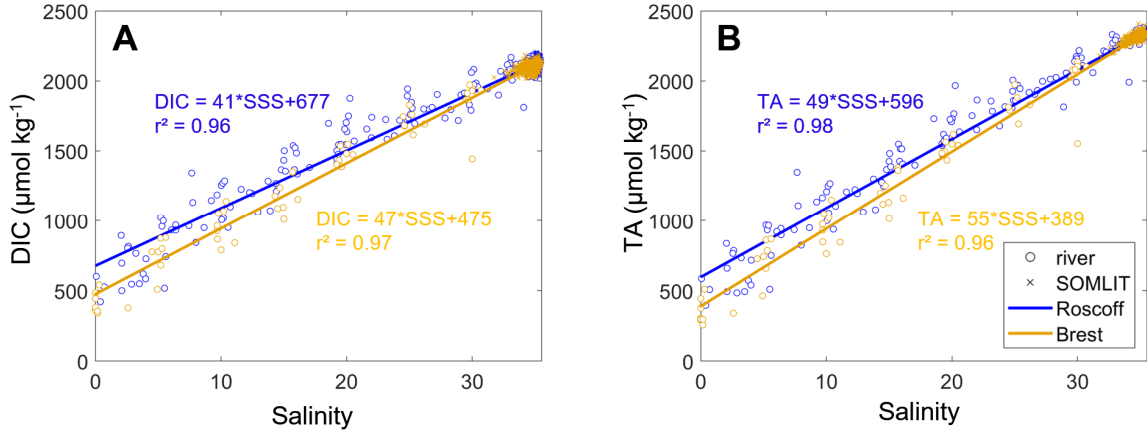 A
DIC (μmol kg⁻¹)
2500
2000
1500
1000
500
0
DIC = 41*SSS+677
r² = 0.96
DIC = 47*SSS+475
r² = 0.97
0
10
20
30
Salinity
B
TA (μmol kg⁻¹)
2500
2000
1500
1000
500
0
TA = 49*SSS+596
r² = 0.98
TA = 55*SSS+389
r² = 0.96
river
SOMLIT
Roscoff
Brest
0
10
20
30
Salinity